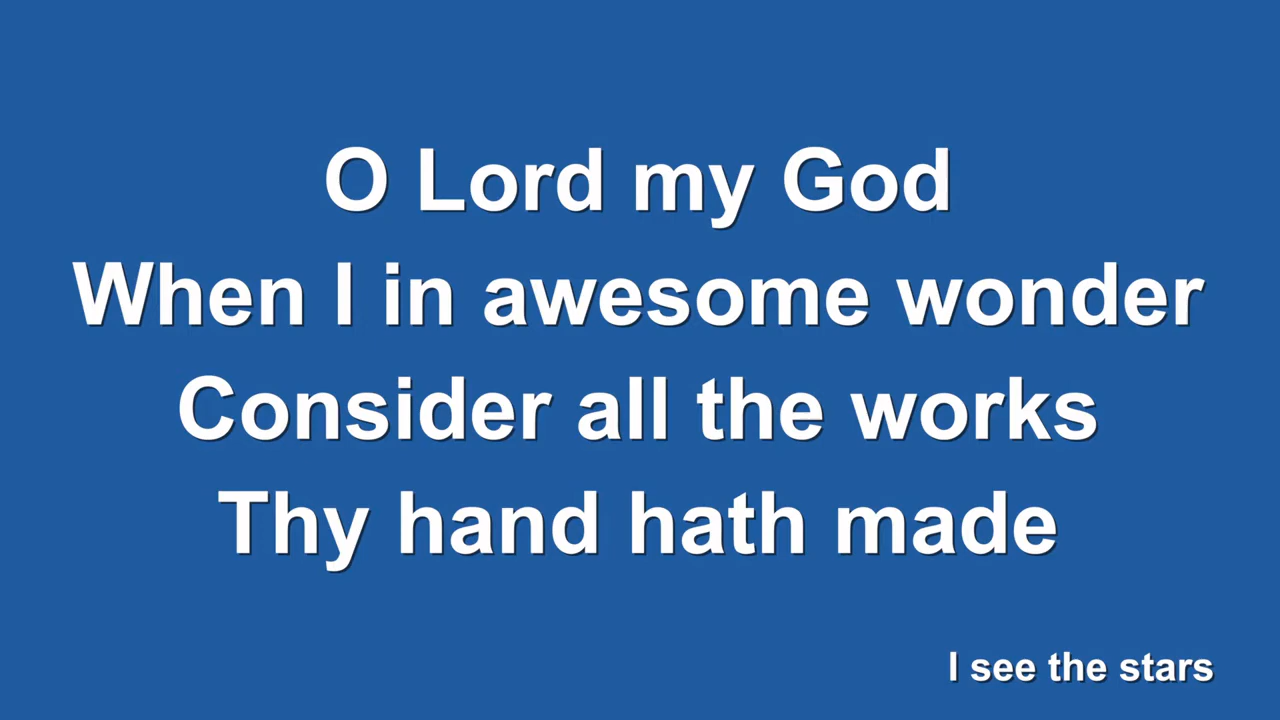 O Lord my God
When I in awesome wonder
Consider all the works
Thy hand hath made
I see the stars